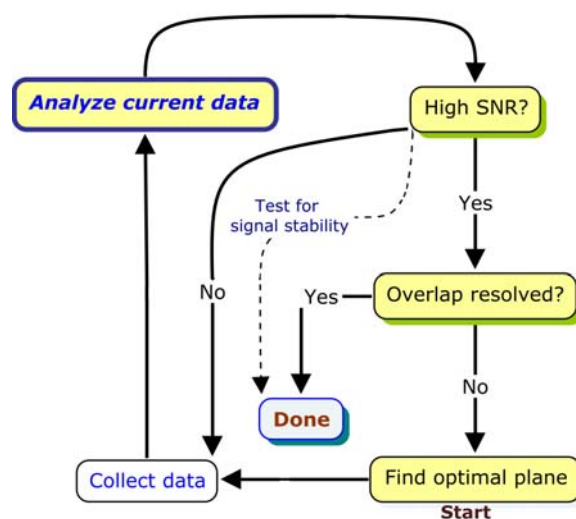 Analyze current data
High SNR?
Test for
signal stability
Yes
No
Yes
Overlap resolved?
No
Done
Collect data
Find optimal plane
Start